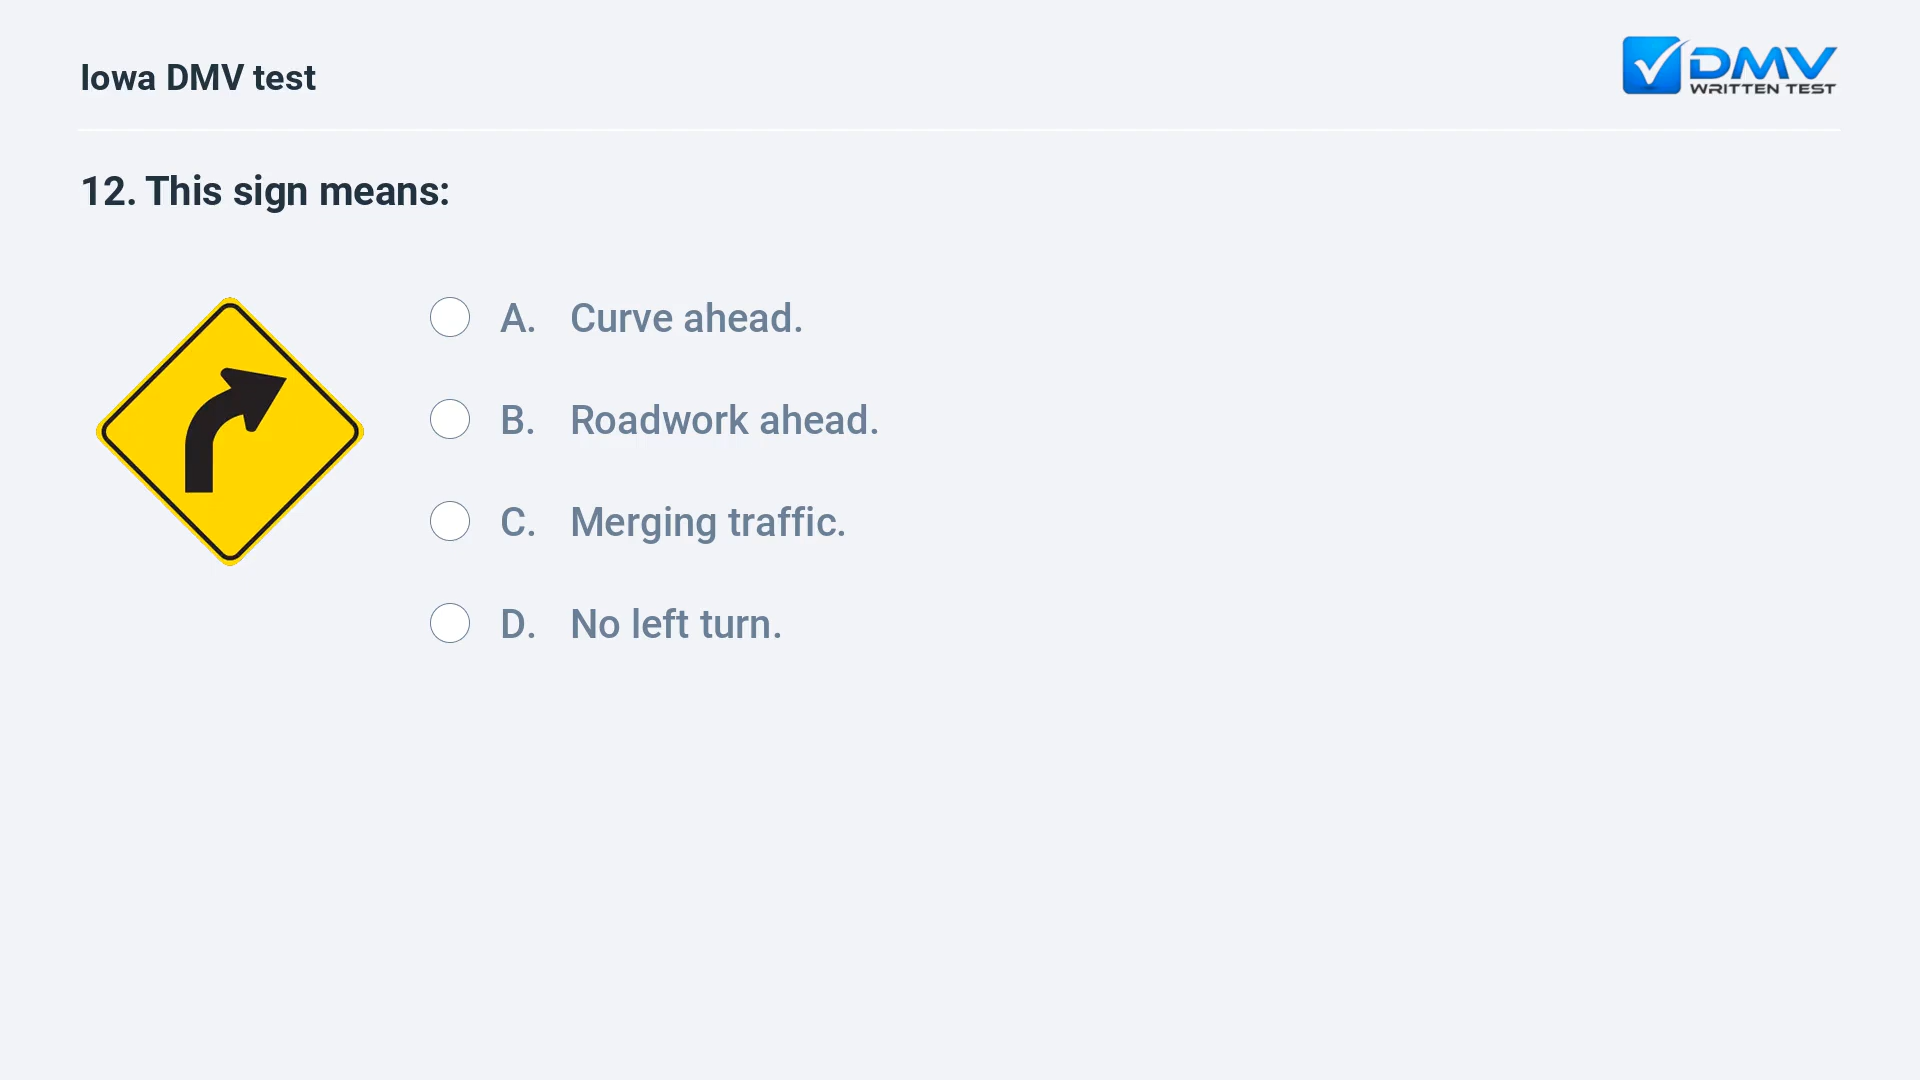 Iowa DMV test
DMV
WRITTEN TEST
12. This sign means:
A. Curve ahead.
B. Roadwork ahead.
C. Merging traffic.
D. No left turn.